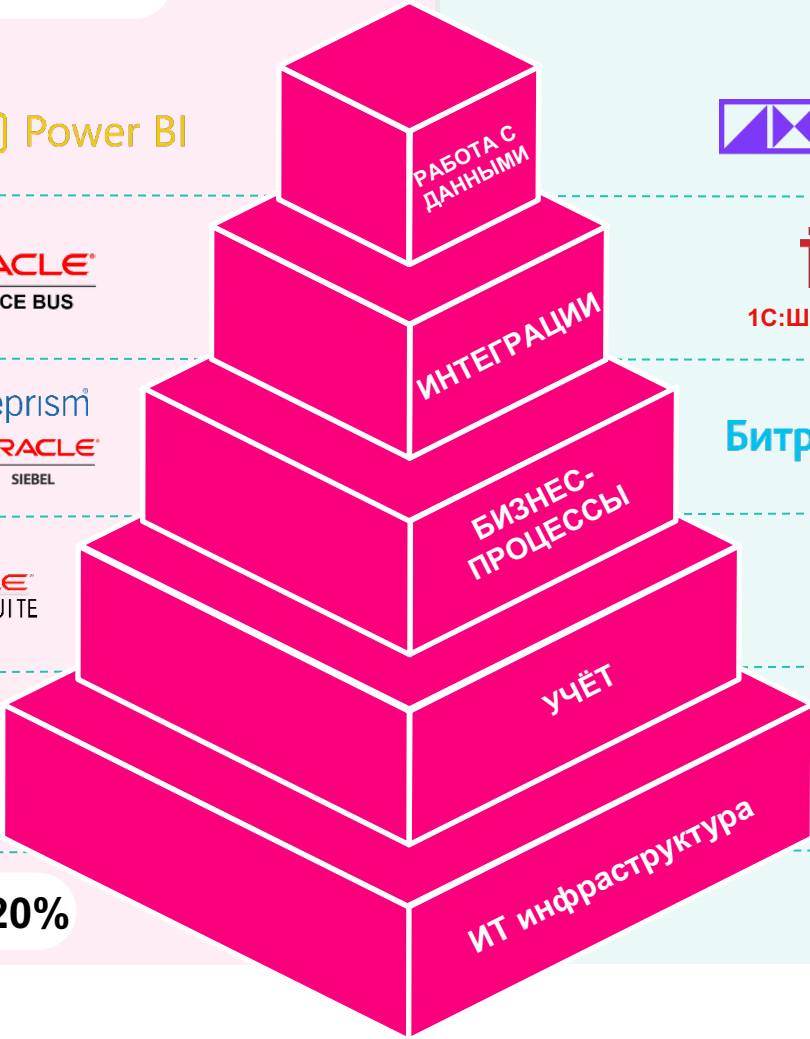 Power BI
РАБОТА С
ДАННЫМИ
ACLE
CE BUS
ИНТЕГРАЦИИ
1С:Ш
eprism
RACLE
SIEBEL
БИЗНЕС-
ПРОЦЕССЫ
Битр
LE
UITE
УЧЁТ
ИТ инфраструктура
20%